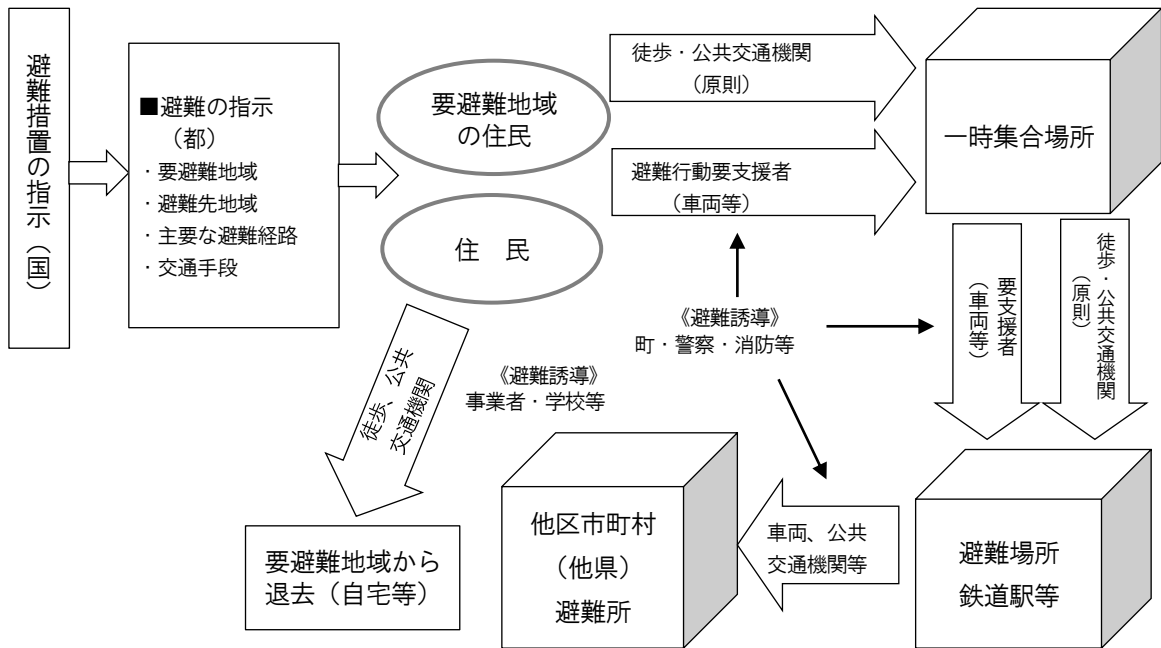 避難措置の指示（国）
■避難の指示
（都）
・要避難地域
・避難先地域
・主要な避難経路
・交通手段
要避難地域
の住民
住　民
徒歩・公共交通機関
（原則）
避難行動要支援者
（車両等）
一時集合場所
《避難誘導》
町・警察・消防等
要支援者
（車両等）
徒歩・公共交通機関
（原則）
《避難誘導》
事業者・学校等
徒歩、公共
交通機関
要避難地域から
退去（自宅等）
他区市町村
（他県）
避難所
車両、公共
交通機関等
避難場所
鉄道駅等